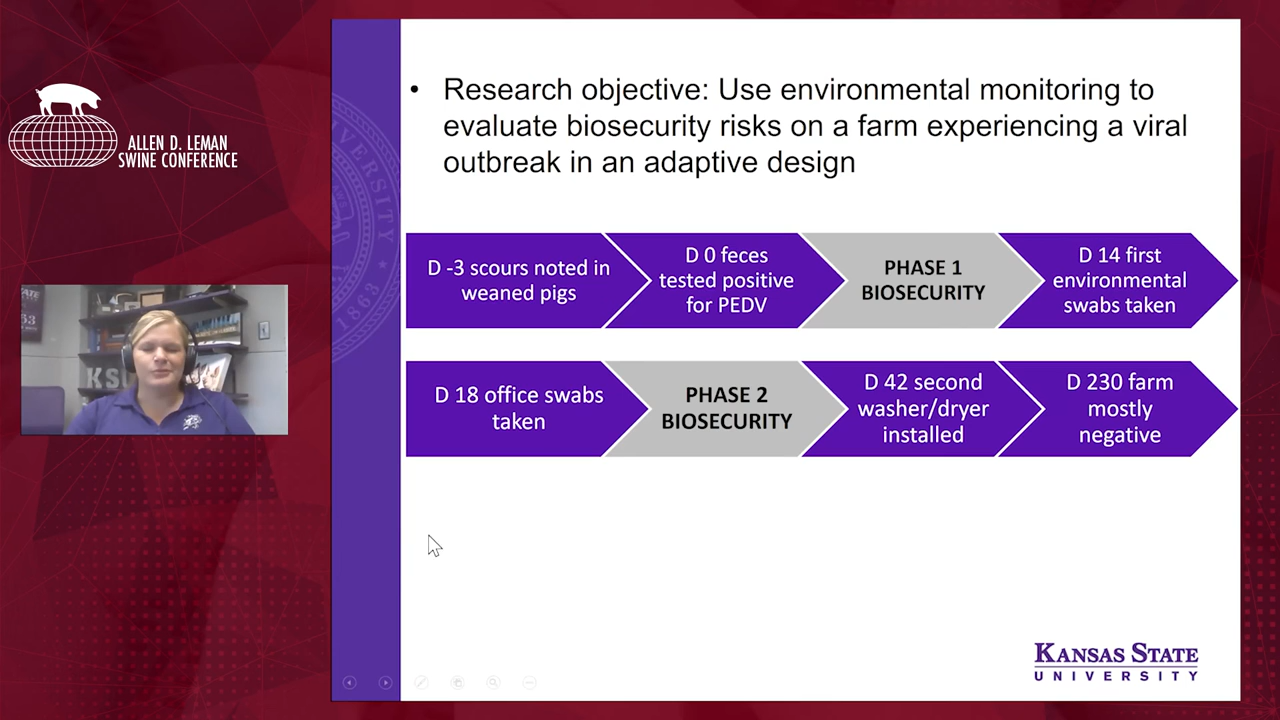 ALLEN D. LEMAN
SWINE CONFERENCE
• Research objective: Use environmental monitoring to
evaluate biosecurity risks on a farm experiencing a viral
outbreak in an adaptive design
D -3 scours noted in
weaned pigs
D 0 feces
tested positive
for PEDV
PHASE 1
BIOSECURITY
D 14 first
environmental
swabs taken
D 18 office swabs
taken
PHASE 2
BIOSECURITY
D 42 second
washer/dryer
installed
D 230 farm
mostly
negative
KANSAS STATE
UNIVERSITY
1863
KS